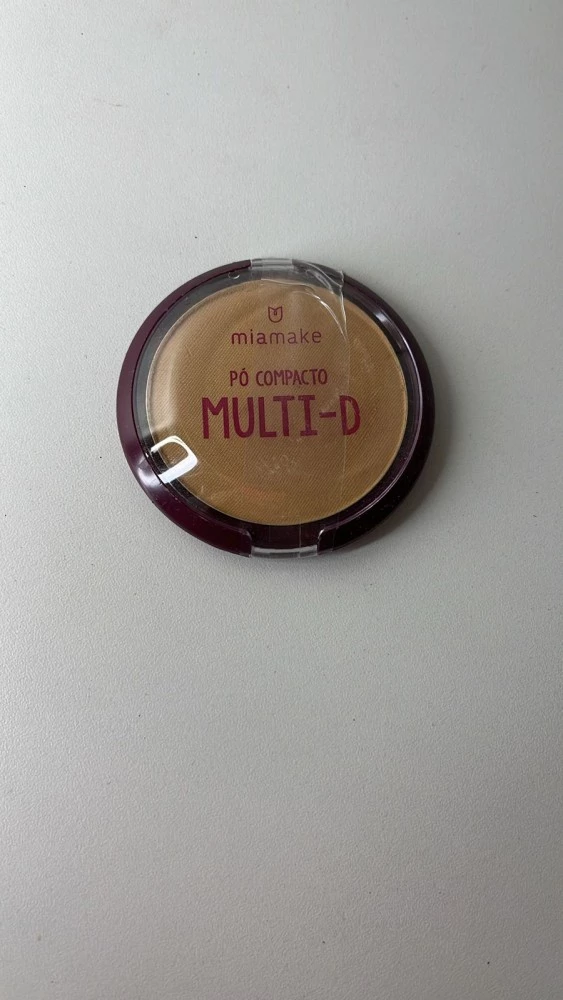 miamake
PÓ COMPACTO
MULTI-D